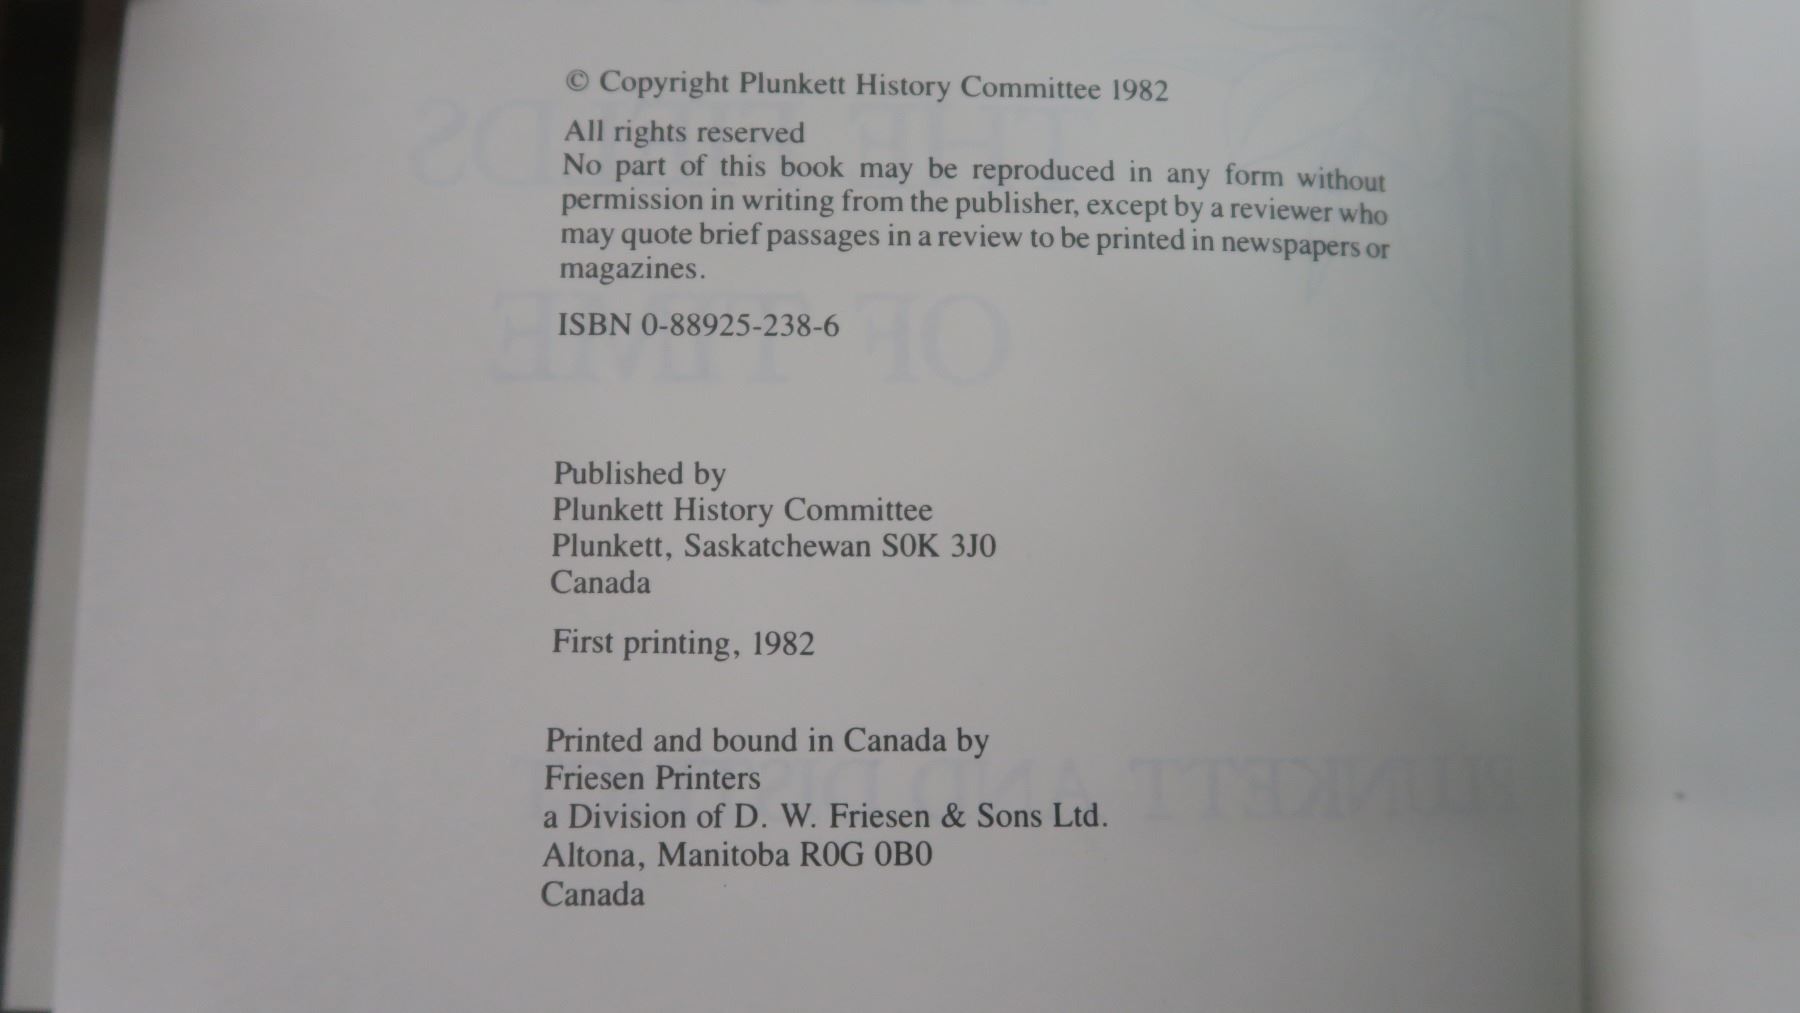 © Copyright Plunkett History Committee 1982
All rights reserved
No part of this book may be reproduced in any form without
permission in writing from the publisher, except by a reviewer who
may quote brief passages in a review to be printed in newspapers or
magazines.
ISBN 0-88925-238-6
Published by
Plunkett History Committee
Plunkett, Saskatchewan S0K 3J0
Canada
First printing, 1982
Printed and bound in Canada by
Friesen Printers
a Division of D. W. Friesen & Sons Ltd.
Altona, Manitoba R0G 0B0
Canada